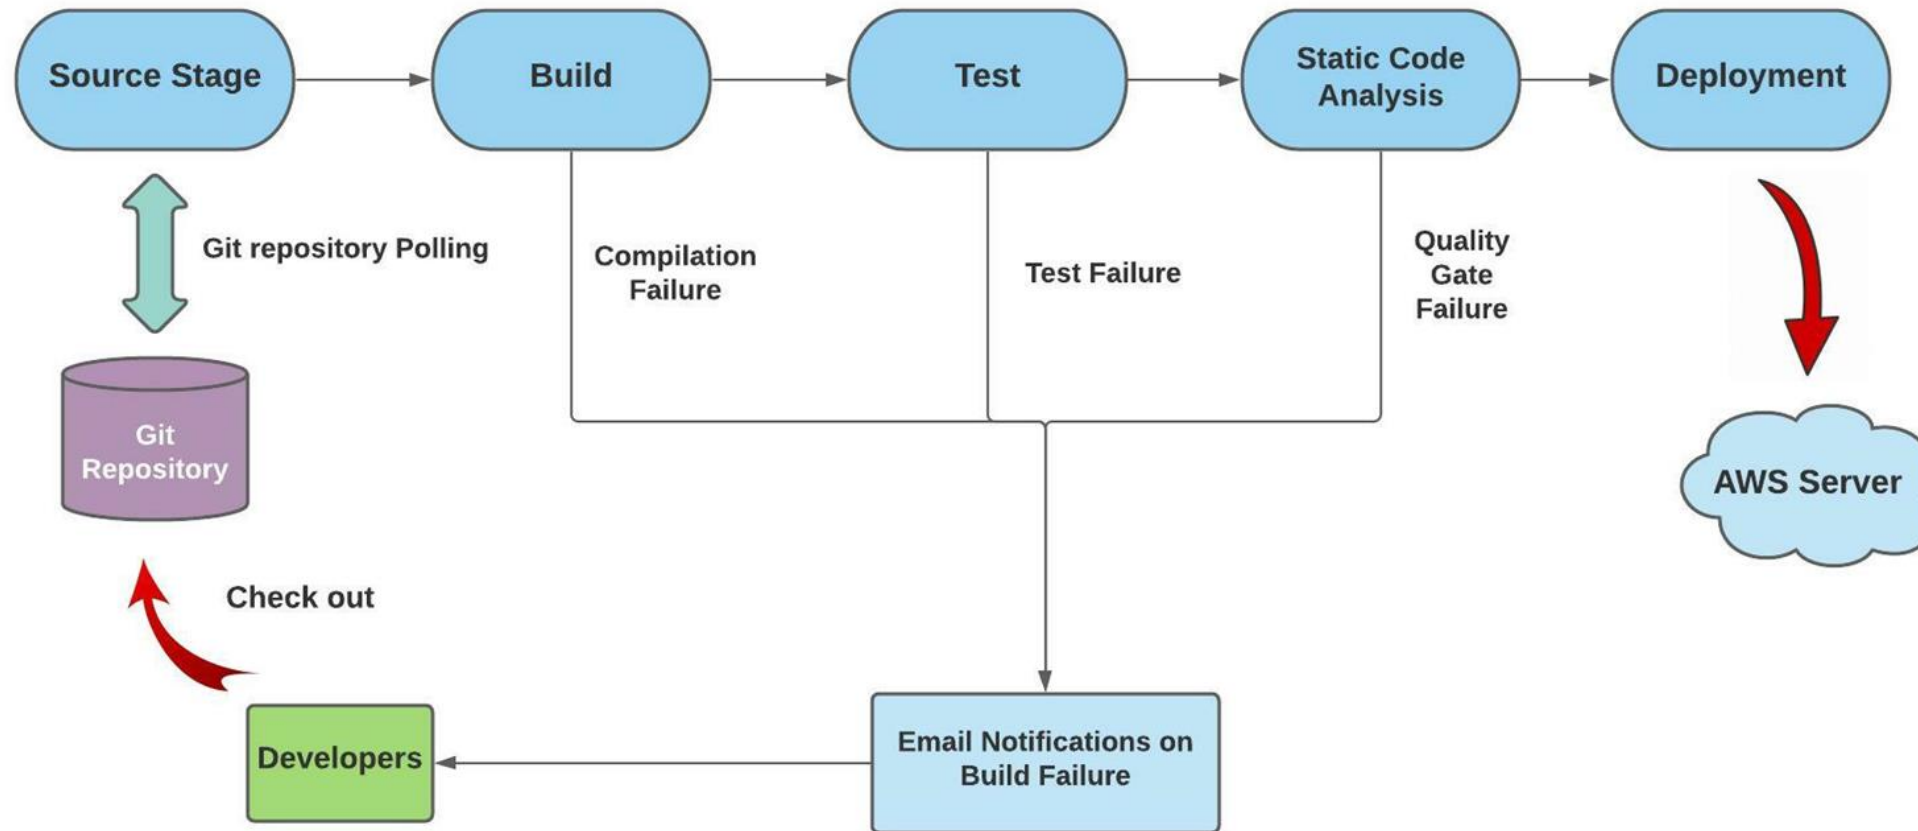 Source Stage
Build
Test
Static Code
Analysis
Deployment
Git repository Polling
Compilation
Failure
Test Failure
Quality
Gate
Failure
Git
Repository
AWS Server
Check out
Developers
Email Notifications on
Build Failure